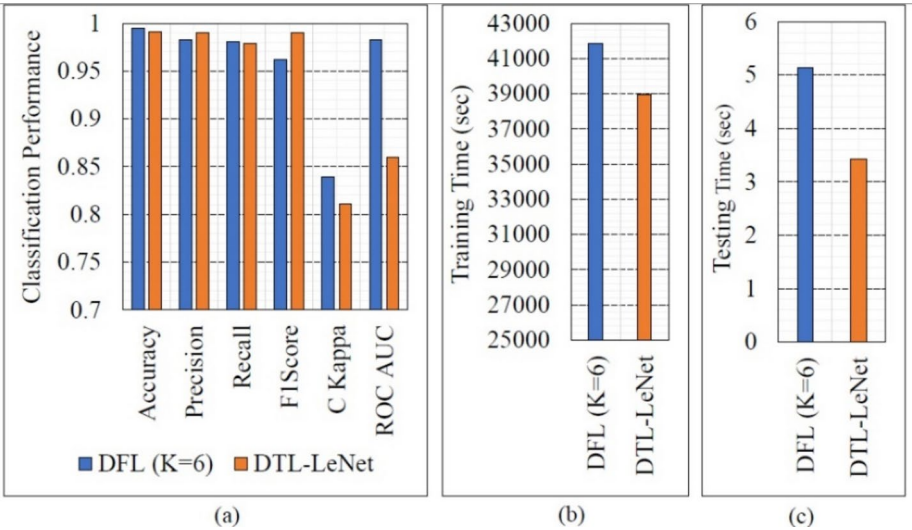 Classification Performance
1
0.95
0.9
0.85
0.8
0.75
0.7
Accuracy
Precision
Recall
F1Score
C Kappa
ROC AUC
DFL (K=6) DTL-LeNet
(a)
Training Time (sec)
43000
41000
39000
37000
35000
33000
31000
29000
27000
25000
DFL (K=6)
DTL-LeNet
(b)
Testing Time (sec)
6
5
4
3
2
1
0
DFL (K=6)
DTL-LeNet
(c)